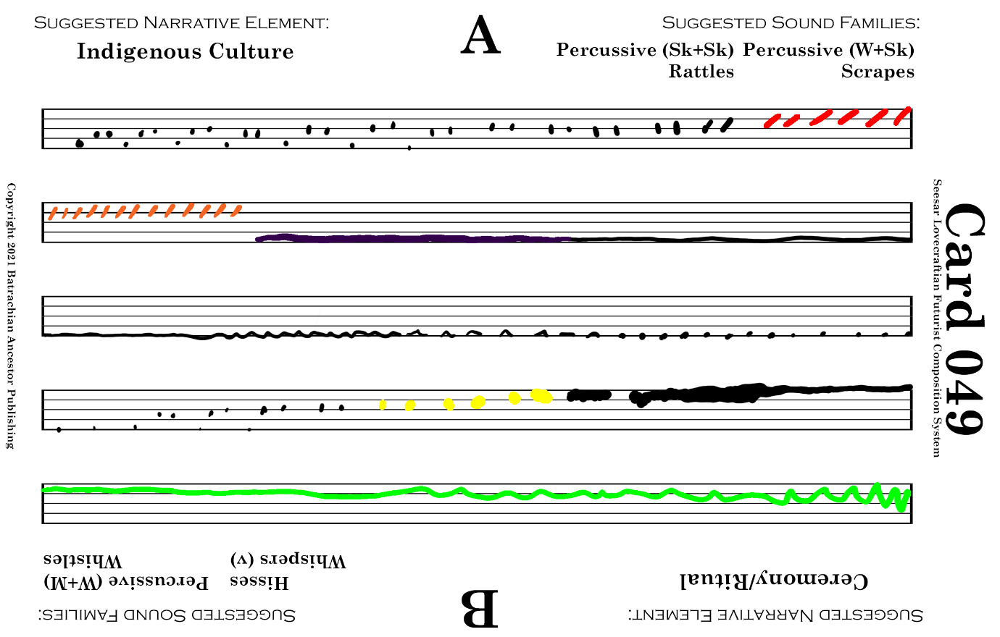 SUGGESTED NARRATIVE ELEMENT:
Indigenous Culture
A
SUGGESTED SOUND FAMILIES:
Percussive (Sk+Sk) Percussive (W+Sk)
Rattles Scrapes
Copyright 2021 Batrachian Ancestor Publishing
Card 049
Seesar Lovecraftian Futurist Composition System
B
SUGGESTED NARRATIVE ELEMENT:
Ceremony/Ritual
SUGGESTED SOUND FAMILIES:
Hisses Percussive (W+M)
Whispers (v) Whistles